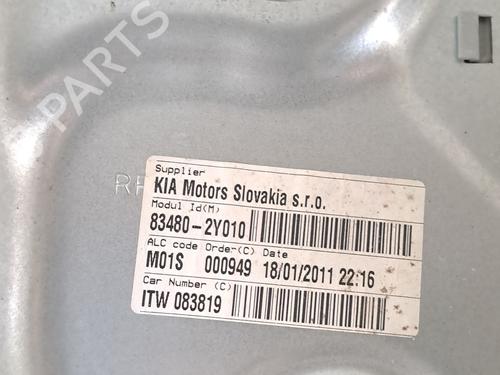 B-PARTS
Supplier
KIA Motors Slovakia s.r.o.
Modul Id(M)
83480-2Y010
ALC code Order(C) Date
M01S 000949 18/01/2011 22:16
Car Number (C)
ITW 083819